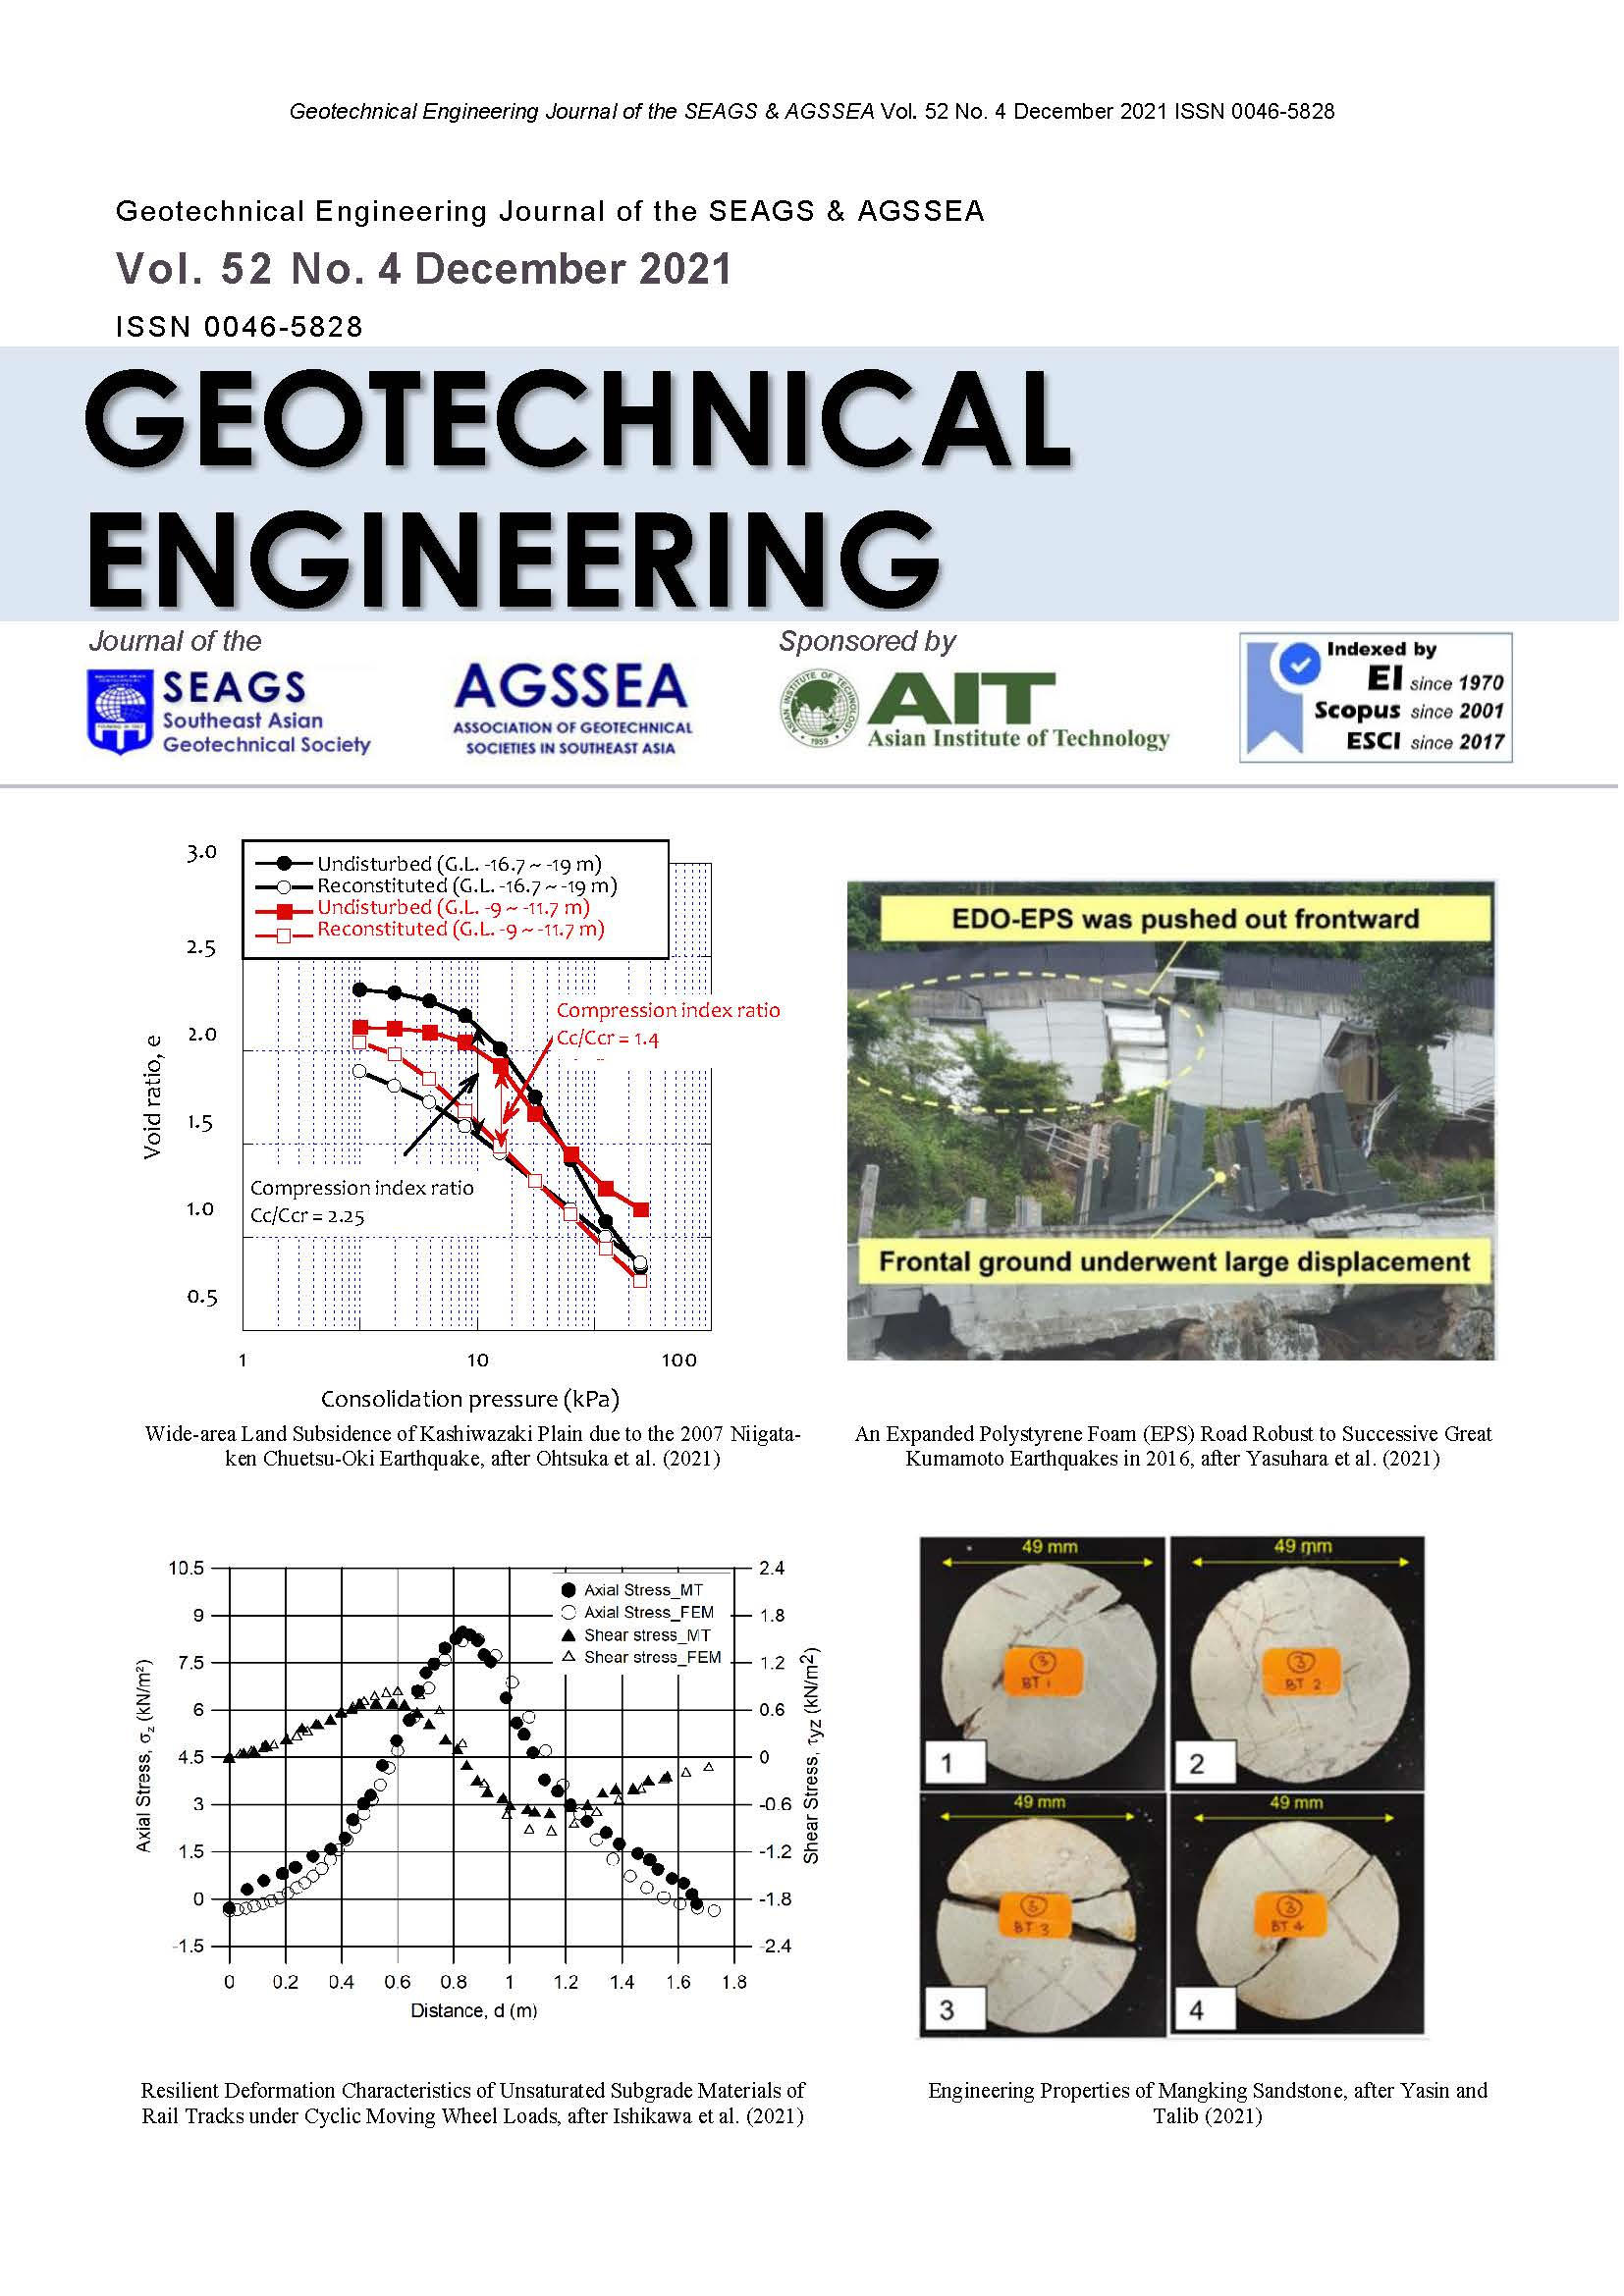 Geotechnical Engineering Journal of the SEAGS & AGSSEA Vol. 52 No. 4 December 2021 ISSN 0046-5828
Geotechnical Engineering Journal of the SEAGS & AGSSEA
Vol. 52 No. 4 December 2021
ISSN 0046-5828
GEOTECHNICAL
ENGINEERING
Journal of the
SEAGS
Southeast Asian
Geotechnical Society
AGSSEA
ASSOCIATION OF GEOTECHNICAL
SOCIETIES IN SOUTHEAST ASIA
Sponsored by
ASIAN INSTITUTE OF TECHNOLOGY
1959
AIT
Asian Institute of Technology
Indexed by
EI since 1970
Scopus since 2001
ESCI since 2017
Undisturbed (G.L. -16.7 ~ -19 m)
Reconstituted (G.L. -16.7 ~ -19 m)
Undisturbed (G.L. -9 ~ -11.7 m)
Reconstituted (G.L. -9 ~ -11.7 m)
3.0
2.5
2.0
1.5
1.0
0.5
Void ratio, e
Compression index ratio
Cc/Ccr = 1.4
Compression index ratio
Cc/Ccr = 2.25
1 10 100
Consolidation pressure (kPa)
Wide-area Land Subsidence of Kashiwazaki Plain due to the 2007 Niigata-
ken Chuetsu-Oki Earthquake, after Ohtsuka et al. (2021)
EDO-EPS was pushed out frontward
Frontal ground underwent large displacement
An Expanded Polystyrene Foam (EPS) Road Robust to Successive Great
Kumamoto Earthquakes in 2016, after Yasuhara et al. (2021)
Axial Stress_MT
Axial Stress_FEM
Shear stress_MT
Shear stress_FEM
10.5
9
7.5
6
4.5
3
1.5
0
-1.5
Axial Stress, σz (kN/m²)
2.4
1.8
1.2
0.6
0
-0.6
-1.2
-1.8
-2.4
Shear Stress, τyz (kN/m²)
0 0.2 0.4 0.6 0.8 1 1.2 1.4 1.6 1.8
Distance, d (m)
Resilient Deformation Characteristics of Unsaturated Subgrade Materials of
Rail Tracks under Cyclic Moving Wheel Loads, after Ishikawa et al. (2021)
49 mm
3
BT 1
1
49 mm
3
BT 2
2
49 mm
3
BT 3
3
49 mm
3
BT 4
4
Engineering Properties of Mangking Sandstone, after Yasin and
Talib (2021)